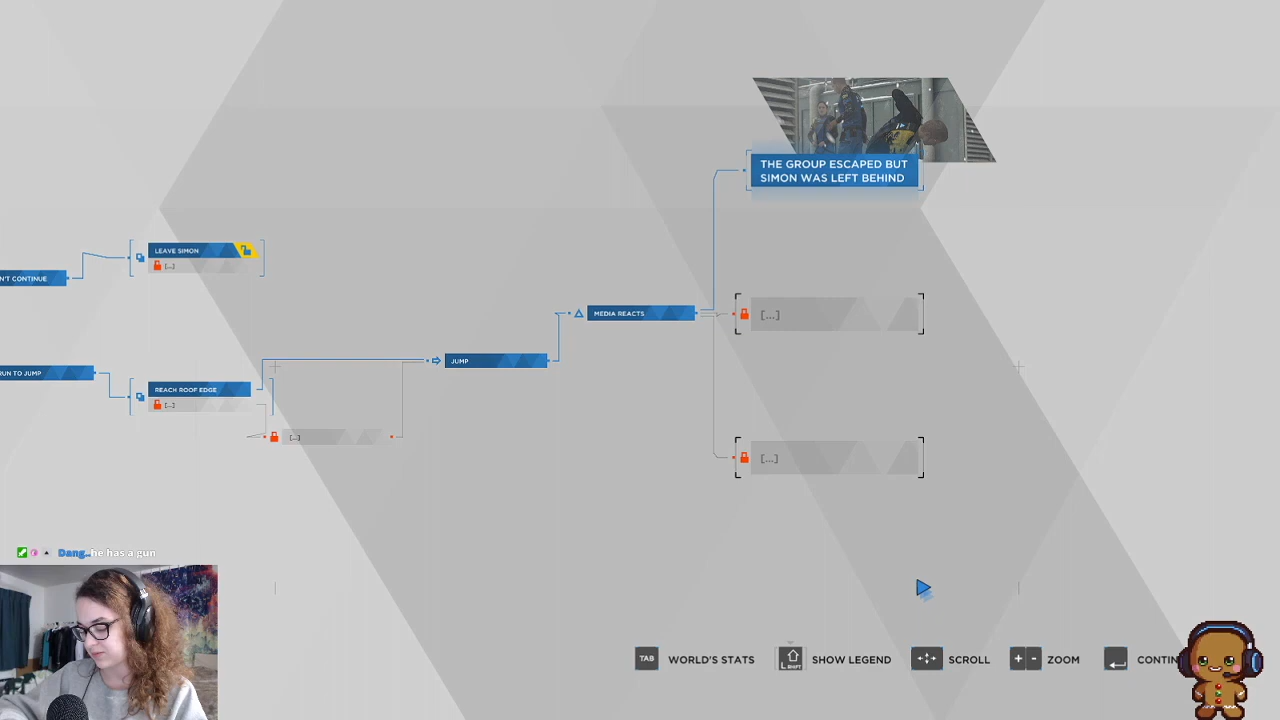 THE GROUP ESCAPED BUT
SIMON WAS LEFT BEHIND
LEAVE SIMON
[...]
N'T CONTINUE
[...]
MEDIA REACTS
JUMP
RUN TO JUMP
REACH ROOF EDGE
[...]
[...]
[...]
Dang..he has a gun
TAB WORLD'S STATS
L.SHIFT SHOW LEGEND
SCROLL
+ - ZOOM
CONTIN